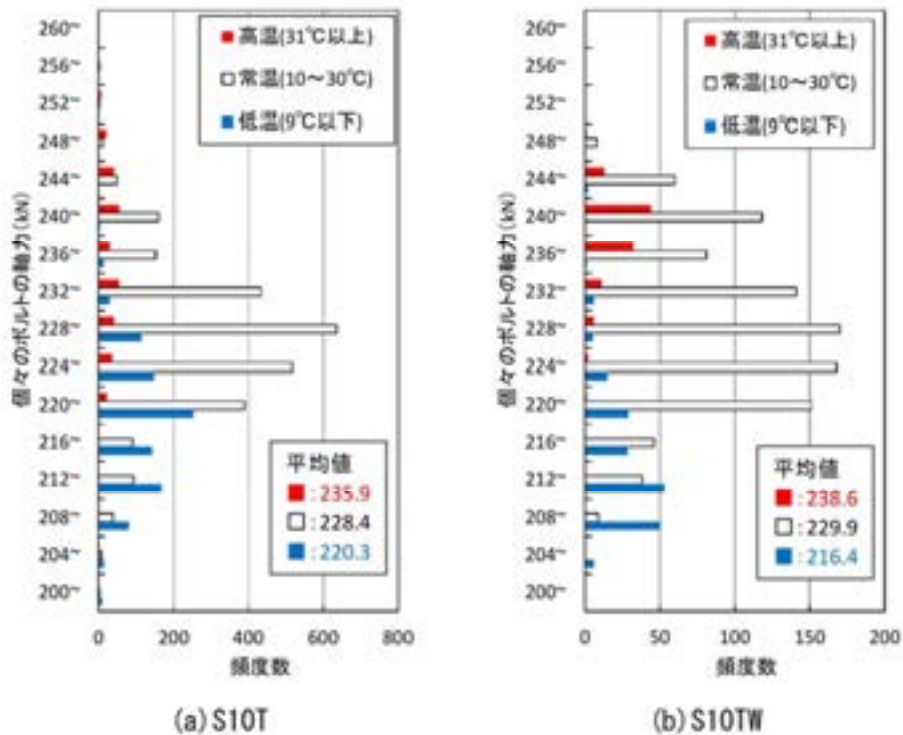 260~
256~
252~
248~
244~
240~
236~
232~
228~
224~
220~
216~
212~
208~
204~
200~
個々のボルトの軸力(kN)
高温(31℃以上)
常温(10～30℃)
低温(9℃以下)
平均値
:235.9
:228.4
:220.3
0 200 400 600 800
頻度数
(a) S10T
260~
256~
252~
248~
244~
240~
236~
232~
228~
224~
220~
216~
212~
208~
204~
200~
個々のボルトの軸力(kN)
高温(31℃以上)
常温(10～30℃)
低温(9℃以下)
平均値
:238.6
:229.9
:216.4
0 50 100 150 200
頻度数
(b) S10TW